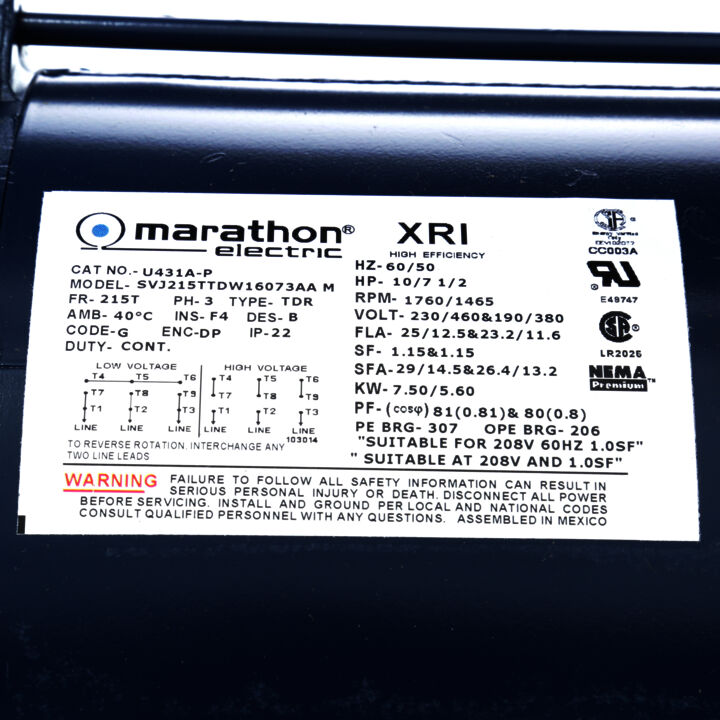 marathon®
electric
XRI
HIGH EFFICIENCY
CAT NO.- U431A-P
MODEL- SVJ215TTDW16073AA M
FR- 215T PH- 3 TYPE- TDR
AMB- 40°C INS- F4 DES- B
CODE- G ENC- DP IP- 22
DUTY- CONT.
LOW VOLTAGE
T4 T5 T6
T7 T8 T9
T1 T2 T3
LINE LINE LINE
HIGH VOLTAGE
T4 T5 T6
T7 T8 T9
T1 T2 T3
LINE LINE LINE
103014
TO REVERSE ROTATION, INTERCHANGE ANY
TWO LINE LEADS
HZ- 60/50
HP- 10/7 1/2
RPM- 1760/1465
VOLT- 230/460&190/380
FLA- 25/12.5&23.2/11.6
SF- 1.15&1.15
SFA- 29/14.5&26.4/13.2
KW- 7.50/5.60
PF- (cosφ) 81(0.81)& 80(0.8)
PE BRG- 307 OPE BRG- 206
"SUITABLE FOR 208V 60HZ 1.0SF"
" SUITABLE AT 208V AND 1.0SF"
CC003A
E49747
LR2025
NEMA
Premium™
WARNING FAILURE TO FOLLOW ALL SAFETY INFORMATION CAN RESULT IN
SERIOUS PERSONAL INJURY OR DEATH. DISCONNECT ALL POWER
BEFORE SERVICING. INSTALL AND GROUND PER LOCAL AND NATIONAL CODES
CONSULT QUALIFIED PERSONNEL WITH ANY QUESTIONS. ASSEMBLED IN MEXICO